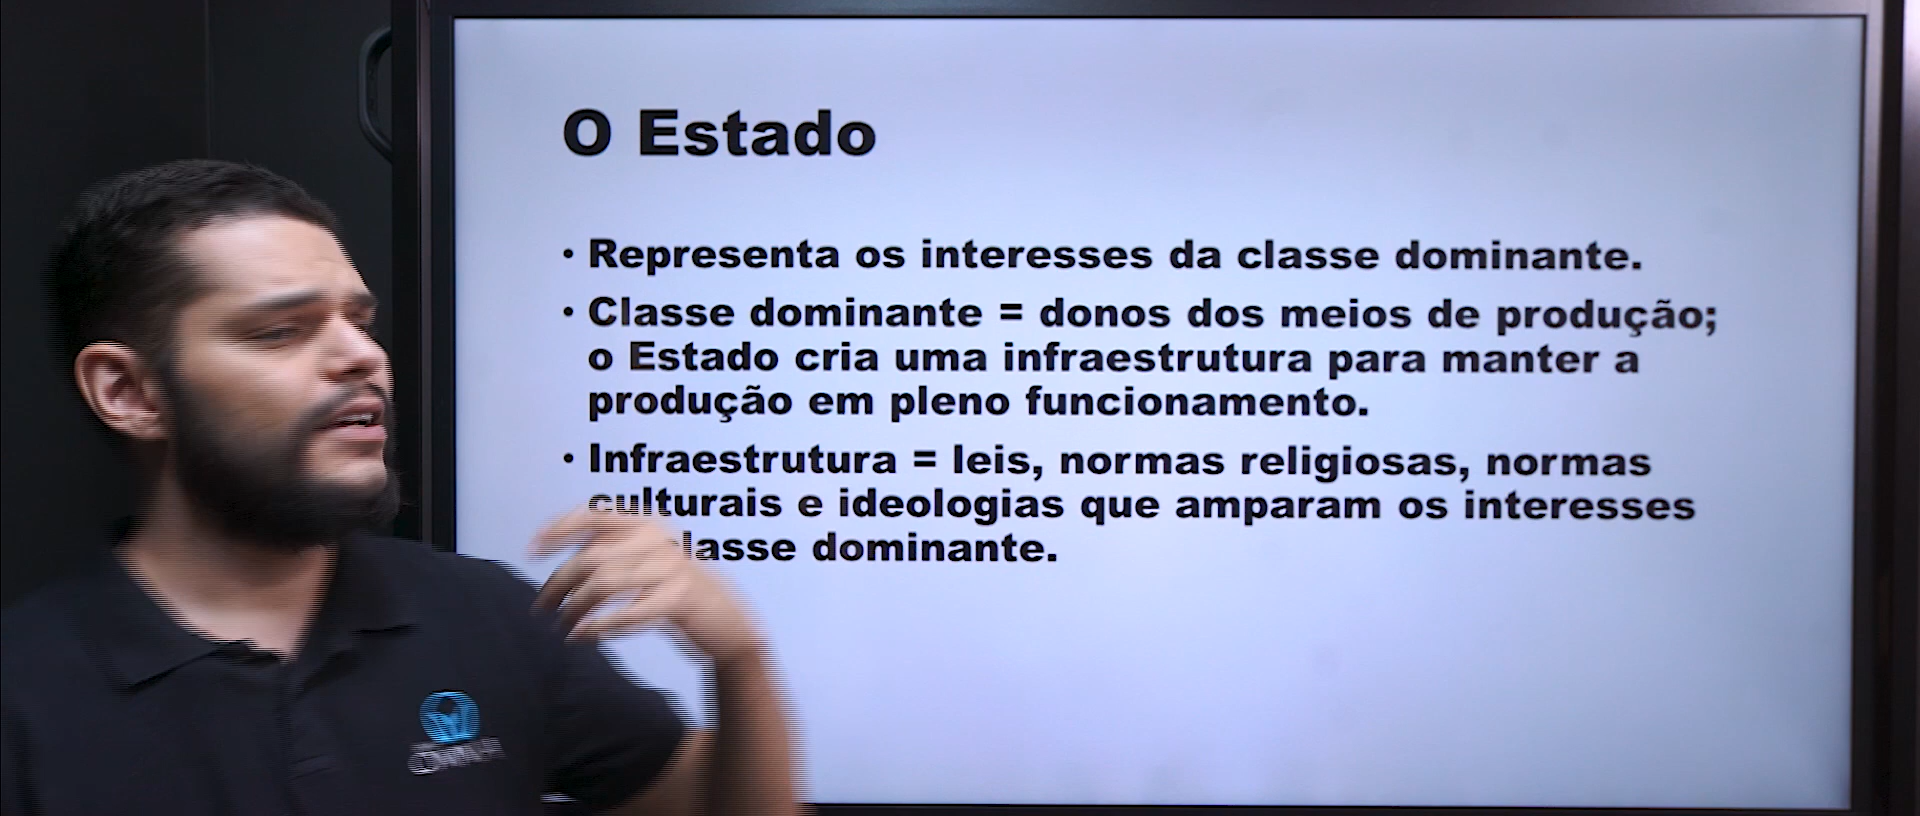 O Estado
• Representa os interesses da classe dominante.
• Classe dominante = donos dos meios de produção;
o Estado cria uma infraestrutura para manter a
produção em pleno funcionamento.
• Infraestrutura = leis, normas religiosas, normas
culturais e ideologias que amparam os interesses
classe dominante.